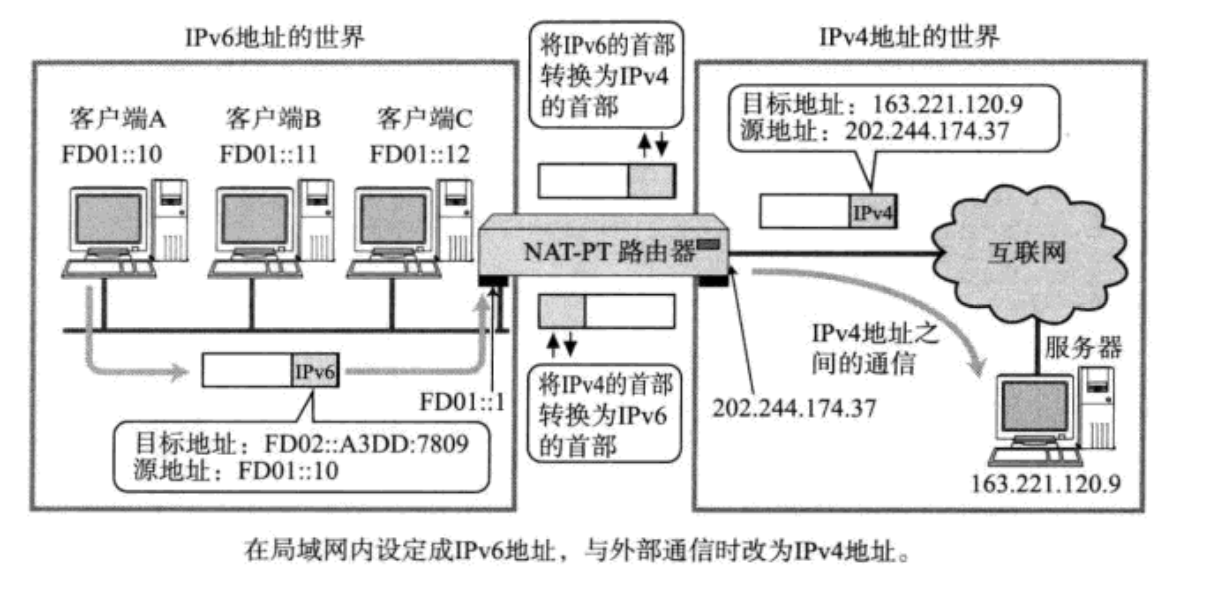 IPv6地址的世界
将IPv6的首部
转换为IPv4
的首部
IPv4地址的世界
客户端A
FD01::10
客户端B
FD01::11
客户端C
FD01::12
目标地址：163.221.120.9
源地址：202.244.174.37
IPv4
NAT-PT 路由器
互联网
IPv6
FD01::1
目标地址：FD02::A3DD:7809
源地址：FD01::10
将IPv4的首部
转换为IPv6
的首部
IPv4地址之
间的通信
202.244.174.37
服务器
163.221.120.9
在局域网内设定成IPv6地址，与外部通信时改为IPv4地址。